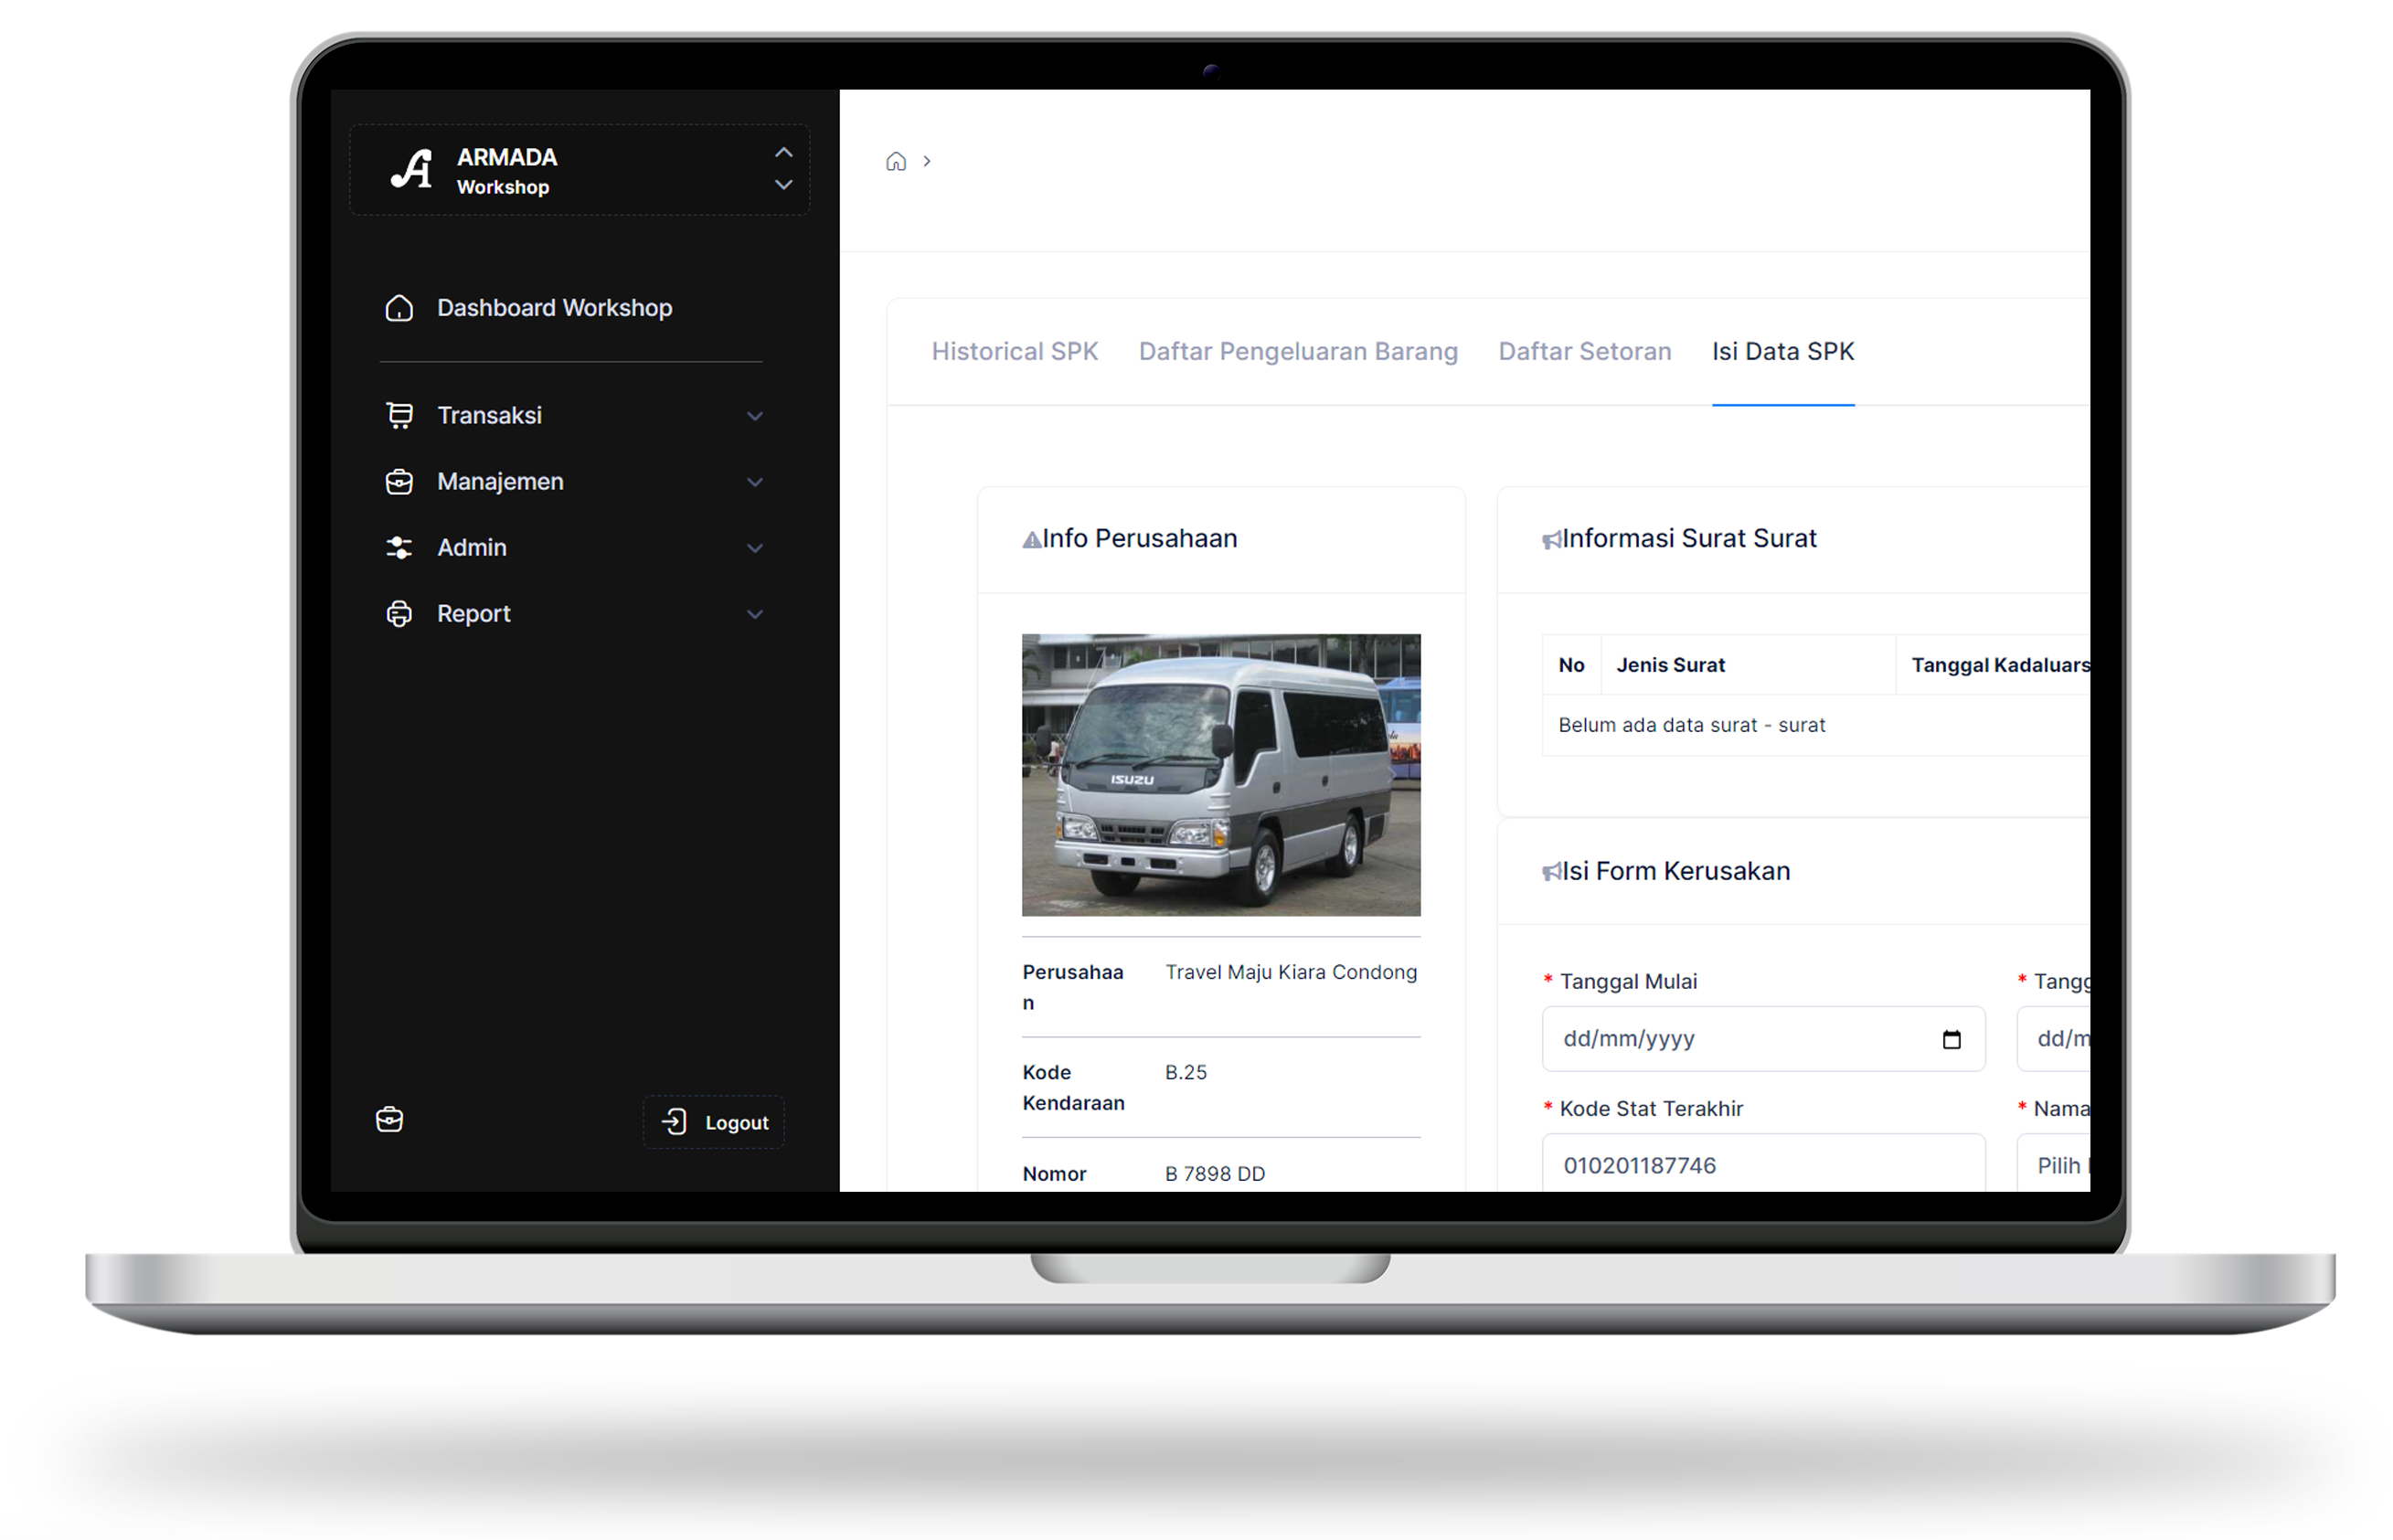 ARMADA
Workshop
Dashboard Workshop
Transaksi
Manajemen
Admin
Report
Logout
Historical SPK
Daftar Pengeluaran Barang
Daftar Setoran
Isi Data SPK
Info Perusahaan
ISUZU
Perusahaa
n
Travel Maju Kiara Condong
Kode
Kendaraan
B.25
Nomor
B 7898 DD
Informasi Surat Surat
No
Jenis Surat
Tanggal Kadaluars
Belum ada data surat - surat
Isi Form Kerusakan
* Tanggal Mulai
* Tangg
dd/mm/yyyy
dd/m
* Kode Stat Terakhir
* Nama
010201187746
Pilih